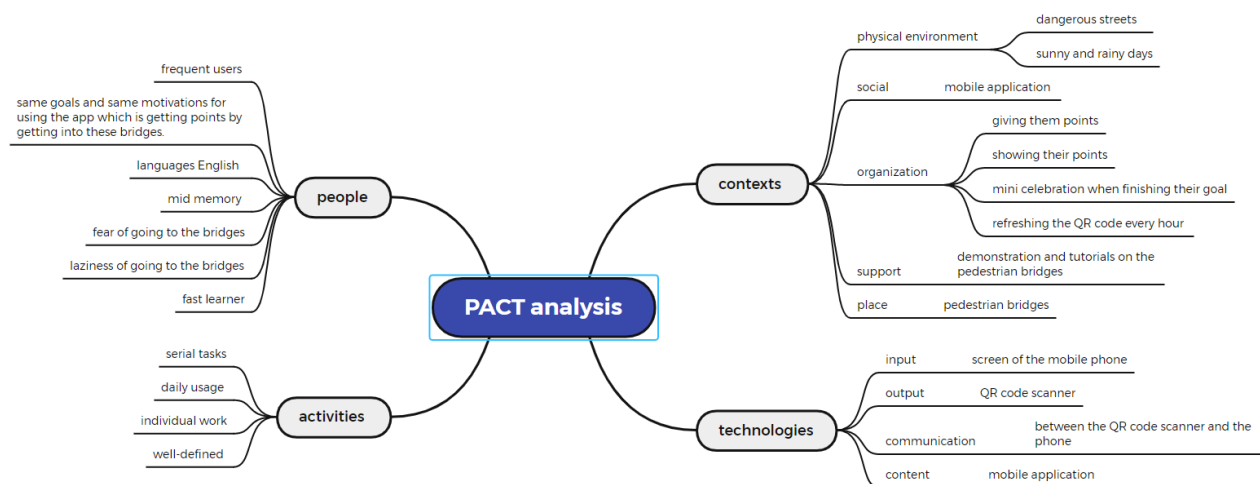 PACT analysis
people
frequent users
same goals and same motivations for
using the app which is getting points by
getting into these bridges.
languages English
mid memory
fear of going to the bridges
laziness of going to the bridges
fast learner
activities
serial tasks
daily usage
individual work
well-defined
contexts
physical environment
dangerous streets
sunny and rainy days
social
mobile application
organization
giving them points
showing their points
mini celebration when finishing their goal
refreshing the QR code every hour
support
demonstration and tutorials on the
pedestrian bridges
place
pedestrian bridges
technologies
input
screen of the mobile phone
output
QR code scanner
communication
between the QR code scanner and the
phone
content
mobile application